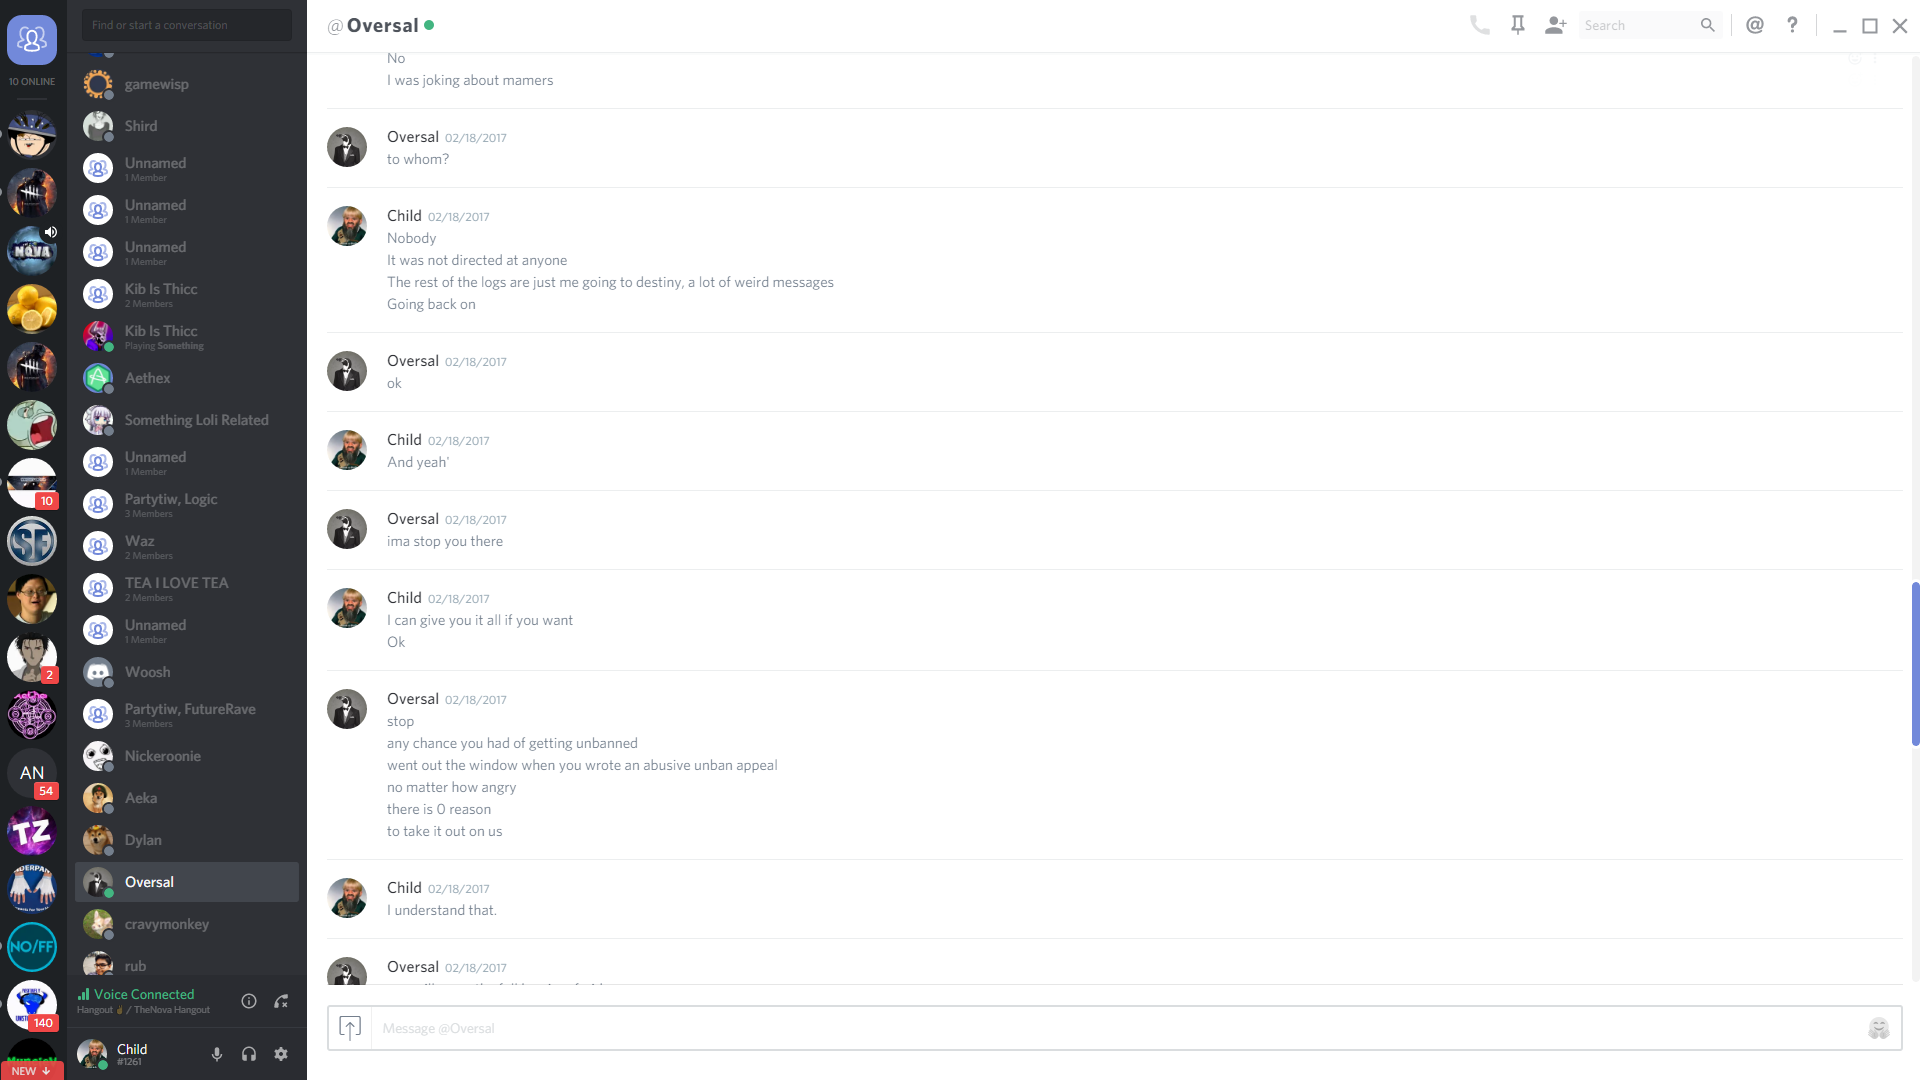 10 ONLINE
NOVA
10
SF
2
AN
54
TZ
NO/FF
140
NEW
Find or start a conversation
gamewisp
Shird
Unnamed
1 Member
Unnamed
1 Member
Unnamed
1 Member
Kib Is Thicc
2 Members
Kib Is Thicc
Playing Something
Aethex
Something Loli Related
Unnamed
1 Member
Partytiw, Logic
3 Members
Waz
2 Members
TEA I LOVE TEA
2 Members
Unnamed
1 Member
Woosh
Partytiw, FutureRave
3 Members
Nickeroonie
Aeka
Dylan
Oversal
cravymonkey
rub
Voice Connected
Hangout / TheNova Hangout
Child
#1261
@Oversal
Search
No
I was joking about mamers
Oversal 02/18/2017
to whom?
Child 02/18/2017
Nobody
It was not directed at anyone
The rest of the logs are just me going to destiny, a lot of weird messages
Going back on
Oversal 02/18/2017
ok
Child 02/18/2017
And yeah'
Oversal 02/18/2017
ima stop you there
Child 02/18/2017
I can give you it all if you want
Ok
Oversal 02/18/2017
stop
any chance you had of getting unbanned
went out the window when you wrote an abusive unban appeal
no matter how angry
there is 0 reason
to take it out on us
Child 02/18/2017
I understand that.
Oversal 02/18/2017
Message @Oversal